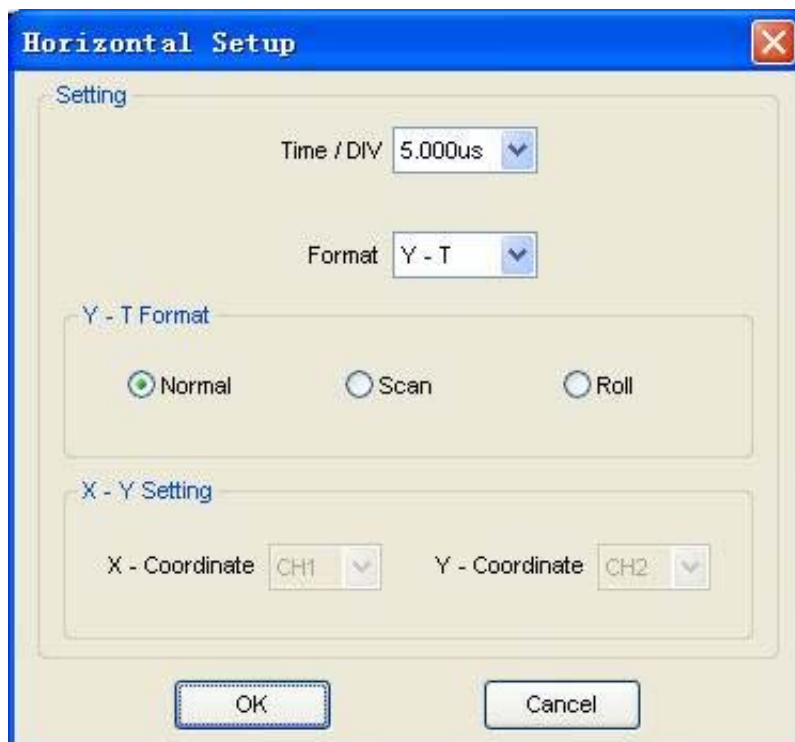 Horizontal Setup
Setting
Time / DIV 5.000us
Format Y - T
Y - T Format
Normal Scan Roll
X - Y Setting
X - Coordinate CH1 Y - Coordinate CH2
OK Cancel